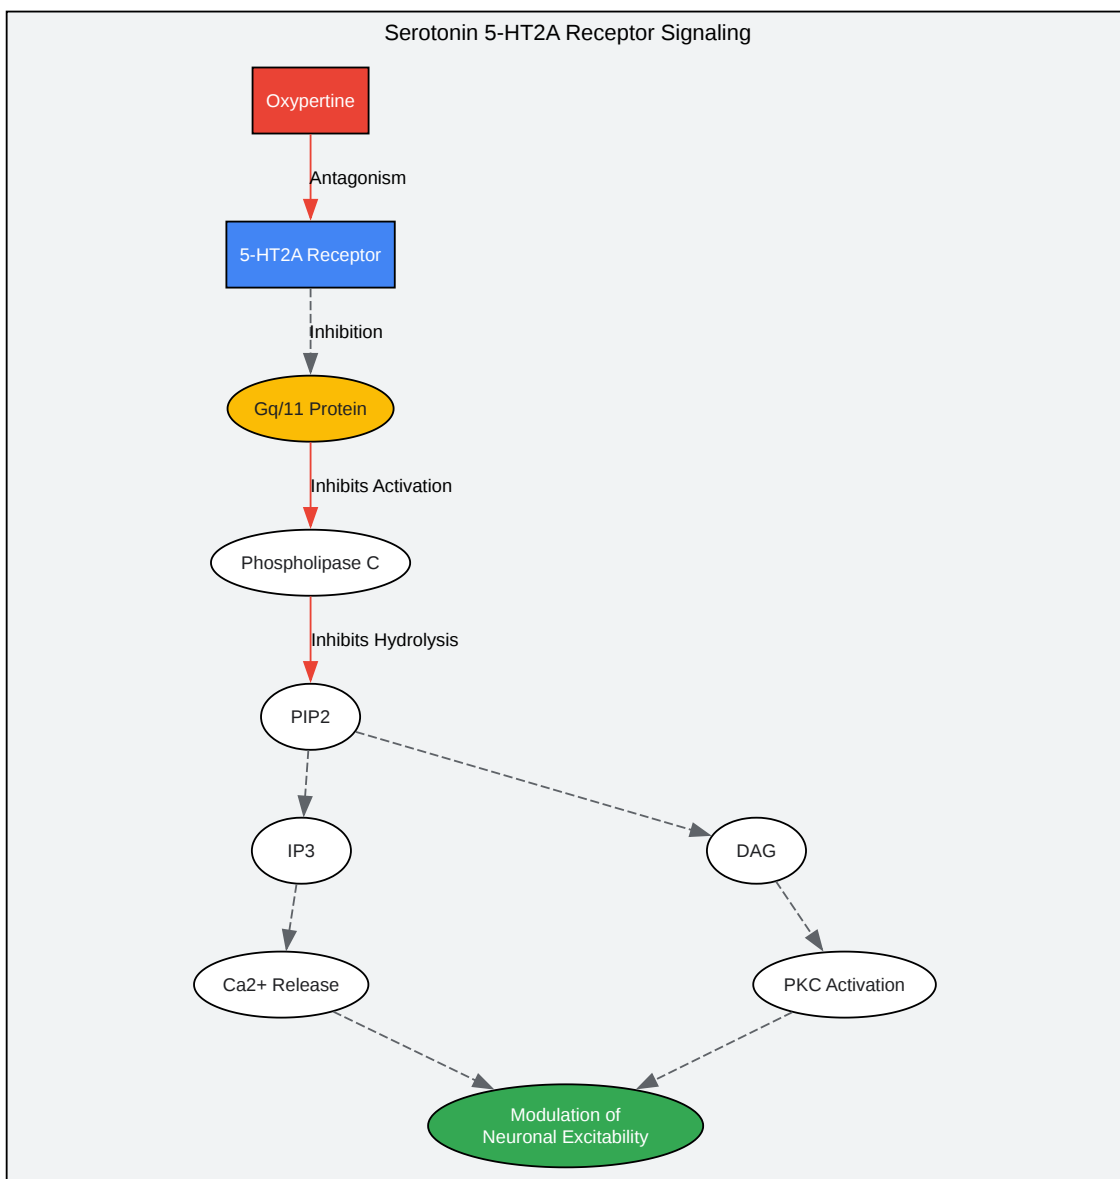 Serotonin 5-HT2A Receptor Signaling
Oxypertine
Antagonism
5-HT2A Receptor
Inhibition
Gq/11 Protein
Inhibits Activation
Phospholipase C
Inhibits Hydrolysis
PIP2
IP3
DAG
Ca2+ Release
PKC Activation
Modulation of
Neuronal Excitability